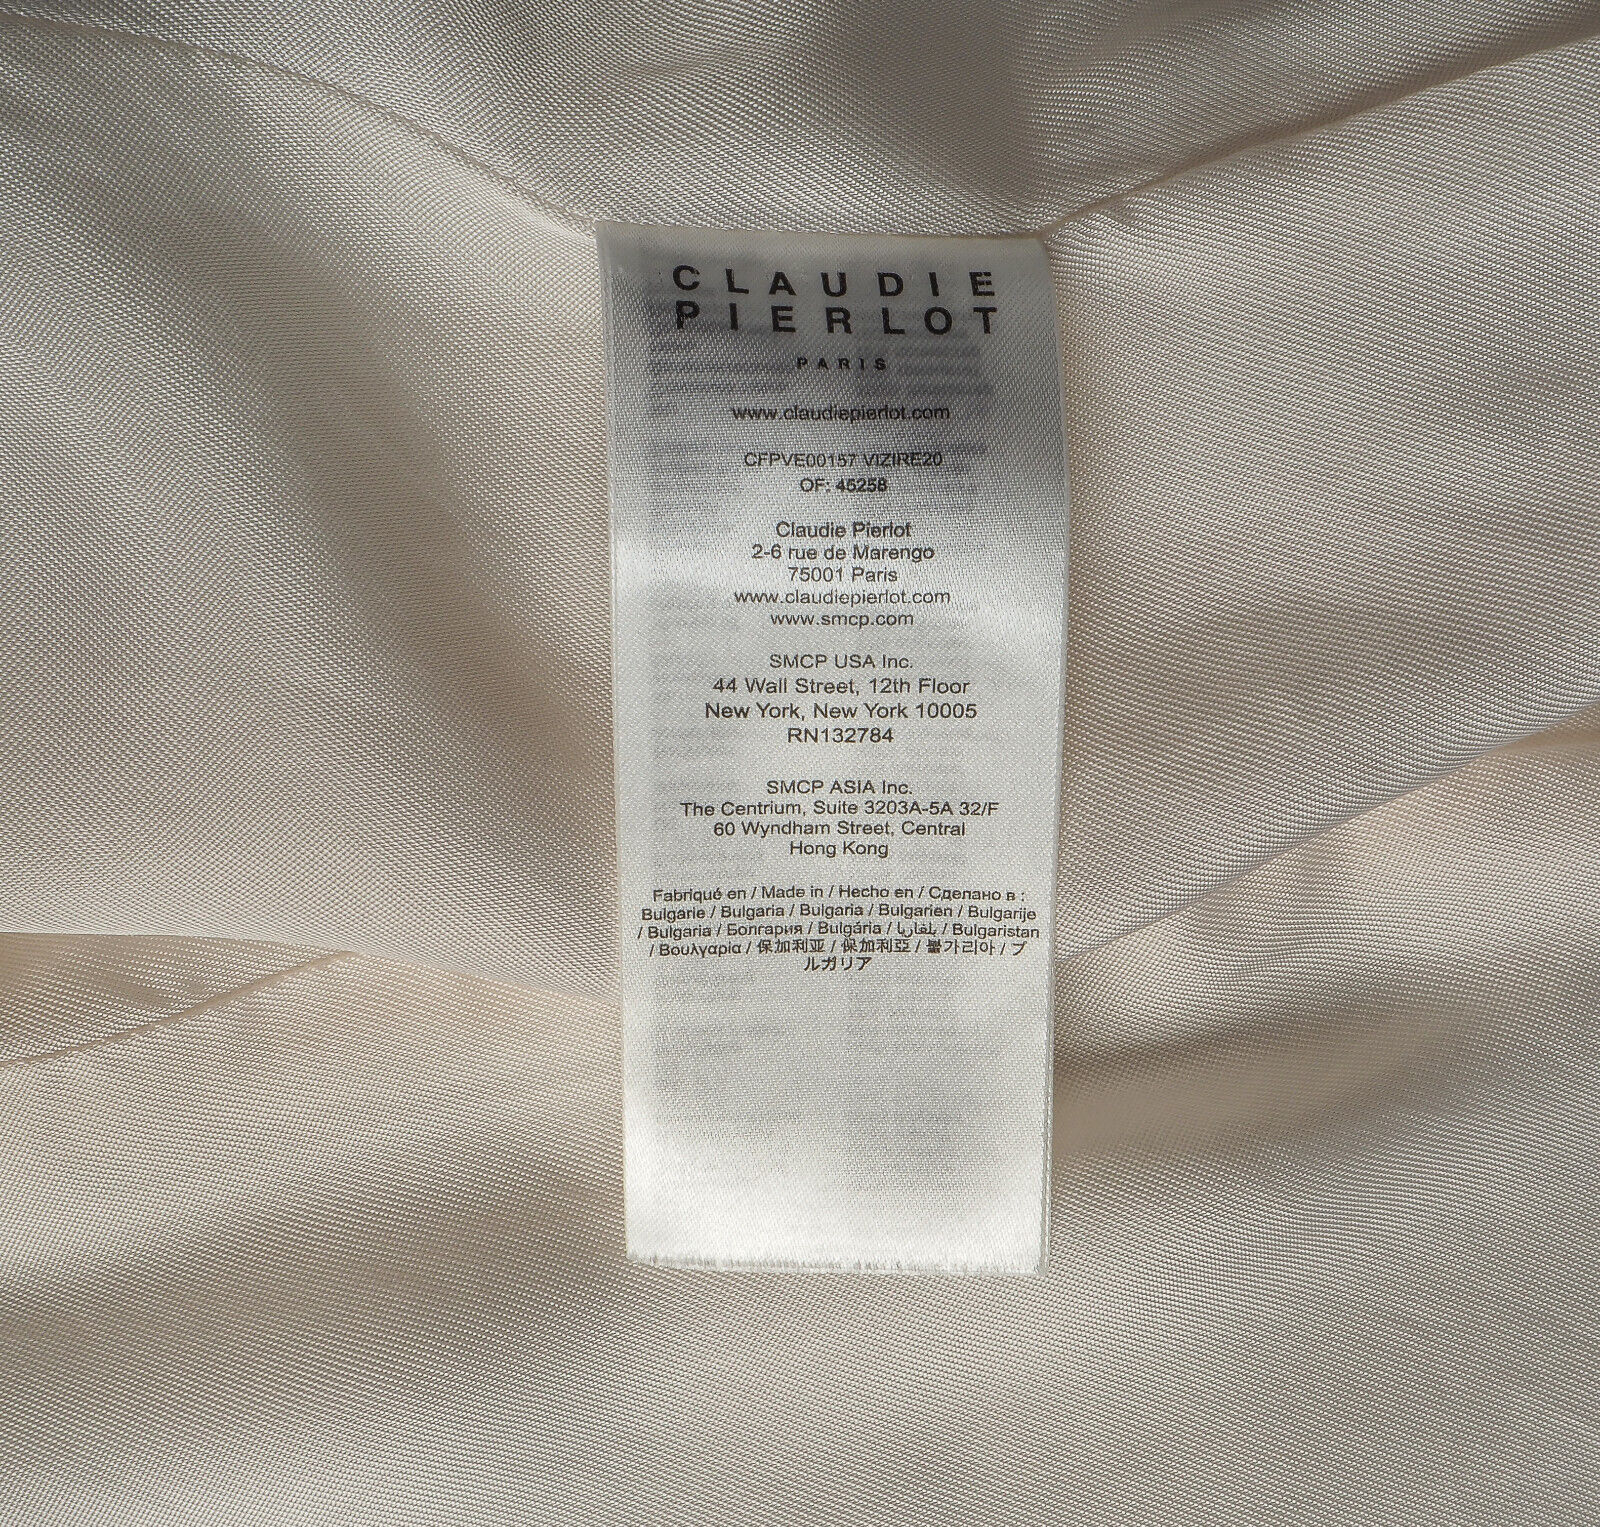 CLAUDIE
PIERLOT
PARIS
www.claudiepierlot.com
CFPVE00157 VIZIRE20
OF: 45258
Claudie Pierlot
2-6 rue de Marengo
75001 Paris
www.claudiepierlot.com
www.smcp.com
SMCP USA Inc.
44 Wall Street, 12th Floor
New York, New York 10005
RN132784
SMCP ASIA Inc.
The Centrium, Suite 3203A-5A 32/F
60 Wyndham Street, Central
Hong Kong
Fabriqué en / Made in / Hecho en / Сделано в :
Bulgarie / Bulgaria / Bulgaria / Bulgarien / Bulgarije
/ Bulgaria / Болгария / Bulgária / بلغاريا / Bulgaristan
/ Βουλγαρία / 保加利亚 / 保加利亞 / 불가리아 / ブ
ルガリア